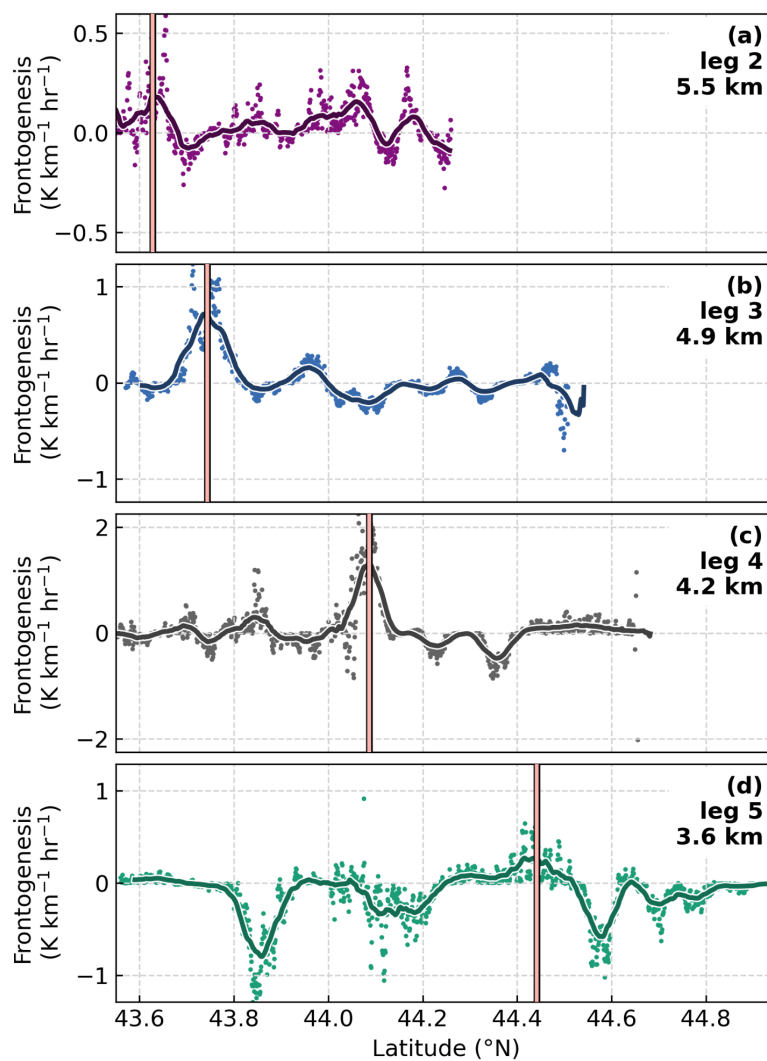 (a)
leg 2
5.5 km
0.5
0.0
−0.5
Frontogenesis
(K km⁻¹ hr⁻¹)
(b)
leg 3
4.9 km
1
0
−1
Frontogenesis
(K km⁻¹ hr⁻¹)
(c)
leg 4
4.2 km
2
0
−2
Frontogenesis
(K km⁻¹ hr⁻¹)
(d)
leg 5
3.6 km
1
0
−1
Frontogenesis
(K km⁻¹ hr⁻¹)
43.6 43.8 44.0 44.2 44.4 44.6 44.8
Latitude (°N)